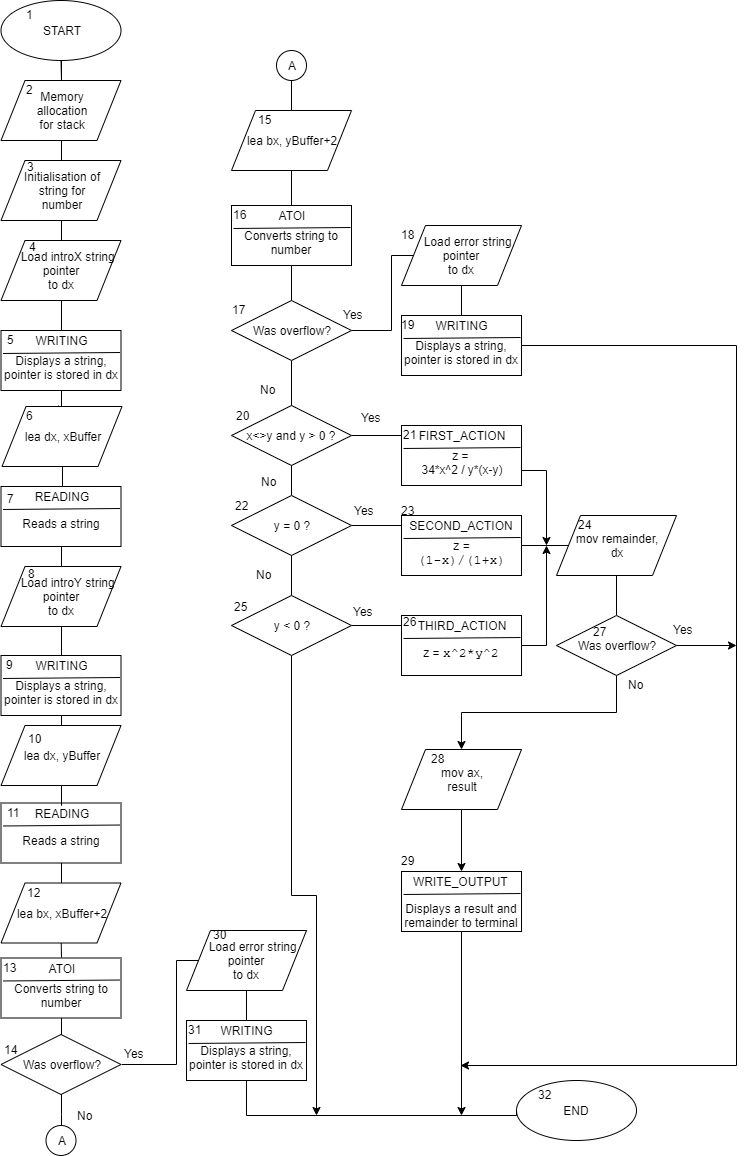 1
START
2
Memory
allocation
for stack
3
Initialisation of
string for
number
4
Load introX string
pointer
to dx
5
WRITING
Displays a string,
pointer is stored in dx
6
lea dx, xBuffer
7
READING
Reads a string
8
Load introY string
pointer
to dx
9
WRITING
Displays a string,
pointer is stored in dx
10
lea dx, yBuffer
11
READING
Reads a string
12
lea bx, xBuffer+2
13
ATOI
Converts string to
number
14
Was overflow?
Yes
No
A
30
Load error string
pointer
to dx
31
WRITING
Displays a string,
pointer is stored in dx
A
15
lea bx, yBuffer+2
16
ATOI
Converts string to
number
17
Was overflow?
Yes
No
18
Load error string
pointer
to dx
19
WRITING
Displays a string,
pointer is stored in dx
20
x<>y and y > 0 ?
Yes
No
21
FIRST_ACTION
z =
34*x^2 / y*(x-y)
22
y = 0 ?
Yes
No
23
SECOND_ACTION
z =
(1-x) / (1+x)
24
mov remainder,
dx
25
y < 0 ?
Yes
26
THIRD_ACTION
z = x^2*y^2
27
Was overflow?
Yes
No
28
mov ax,
result
29
WRITE_OUTPUT
Displays a result and
remainder to terminal
32
END